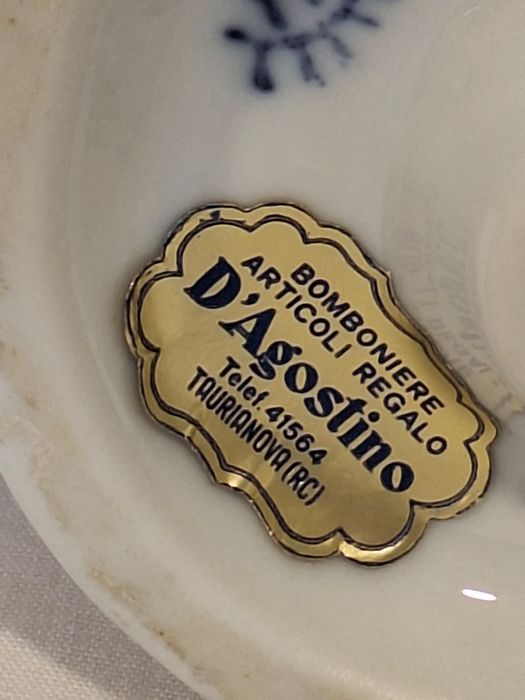 BOMBONIERE
ARTICOLI REGALO
D'Agostino
Telef. 41564
TAURIANOVA (RC)